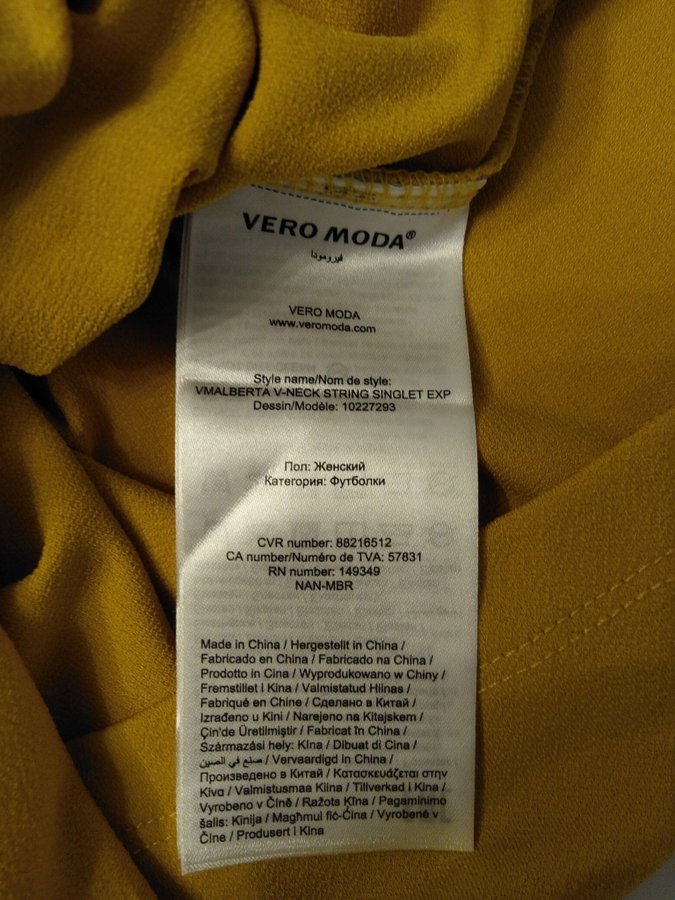 VERO MODA®
فيرومودا
VERO MODA
www.veromoda.com
Style name/Nom de style:
VMALBERTA V-NECK STRING SINGLET EXP
Dessin/Modèle: 10227293
Пол: Женский
Категория: Футболки
CVR number: 88216512
CA number/Numéro de TVA: 57831
RN number: 149349
NAN-MBR
Made in China / Hergestellt in China /
Fabricado en China / Fabricado na China /
Prodotto in Cina / Wyprodukowano w Chiny /
Fremstillet i Kina / Valmistatud Hiinas /
Fabriqué en Chine / Сделано в Китай /
Izrađeno u Kini / Narejeno na Kitajskem /
Çin'de Üretilmiştir / Fabricat în China /
Származási hely: Kína / Dibuat di Cina /
صنع في الصين / Vervaardigd in China /
Произведено в Китай / Κατασκευάζεται στην
Κίνα / Valmistusmaa Kiina / Tillverkad i Kina /
Vyrobeno v Číně / Ražots Ķīna / Pagaminimo
šalis: Kinija / Magħmul fiċ-Ċina / Vyrobené v
Číne / Produsert i Kina